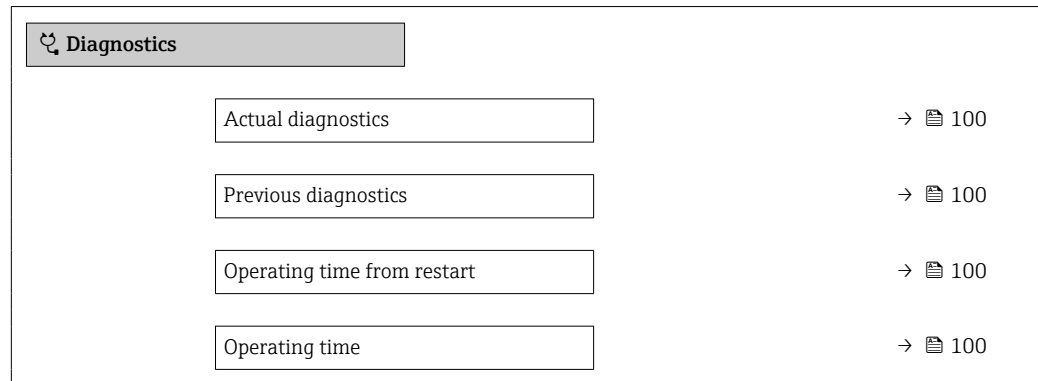 Diagnostics
Actual diagnostics → 100
Previous diagnostics → 100
Operating time from restart → 100
Operating time → 100